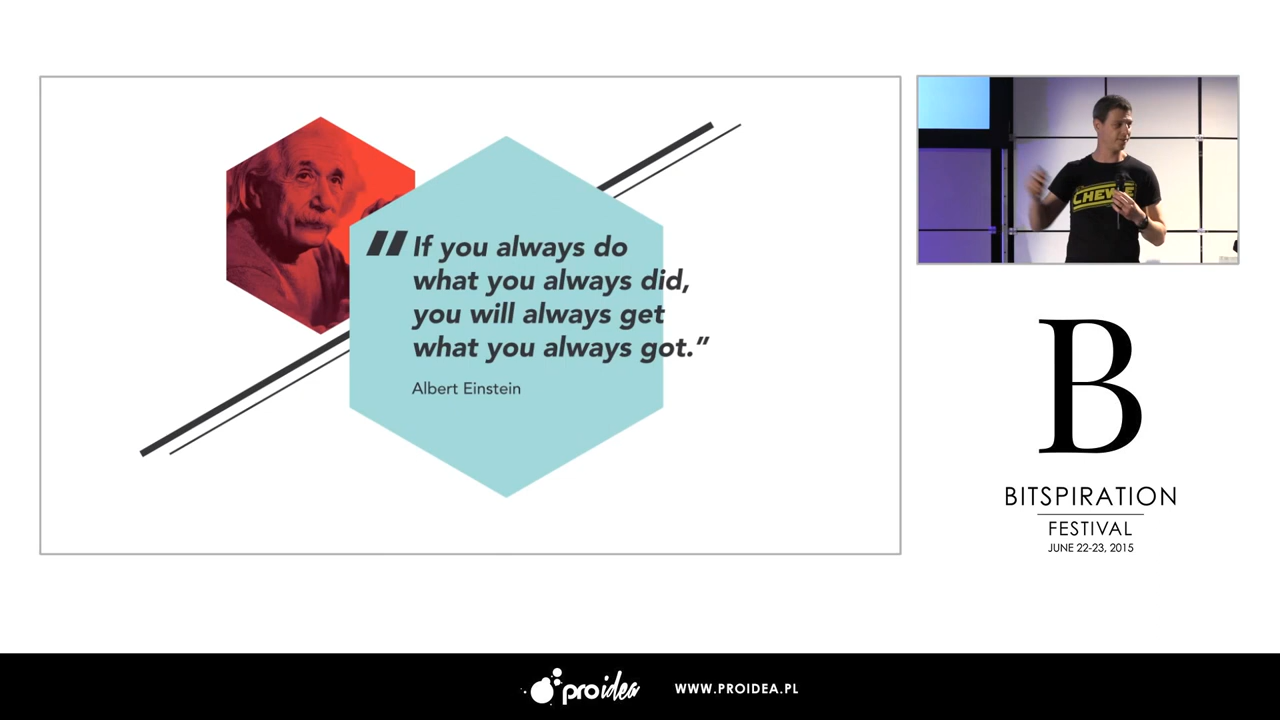 "If you always do
what you always did,
you will always get
what you always got.”
Albert Einstein
CHEWIE
B
BITSPIRATION
FESTIVAL
JUNE 22-23, 2015
proidea
WWW.PROIDEA.PL